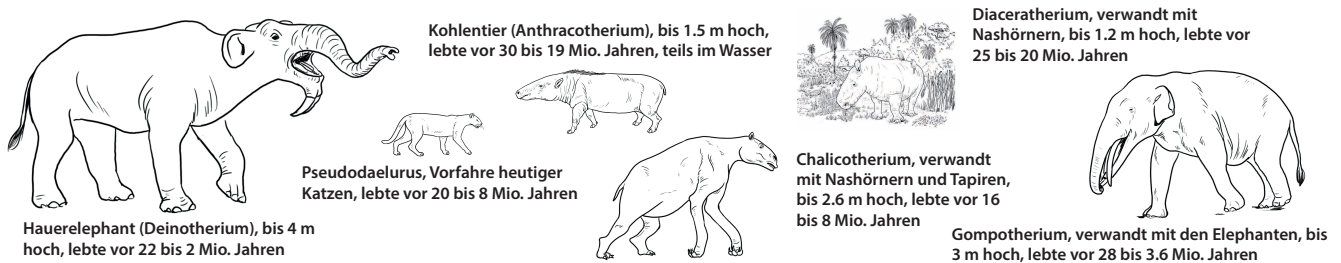 Kohlentier (Anthracotherium), bis 1.5 m hoch,
lebte vor 30 bis 19 Mio. Jahren, teils im Wasser
Diaceratherium, verwandt mit
Nashörnern, bis 1.2 m hoch, lebte vor
25 bis 20 Mio. Jahren
Pseudodaelurus, Vorfahre heutiger
Katzen, lebte vor 20 bis 8 Mio. Jahren
Chalicotherium, verwandt
mit Nashörnern und Tapiren,
bis 2.6 m hoch, lebte vor 16
bis 8 Mio. Jahren
Hauerelephant (Deinotherium), bis 4 m
hoch, lebte vor 22 bis 2 Mio. Jahren
Gompotherium, verwandt mit den Elephanten, bis
3 m hoch, lebte vor 28 bis 3.6 Mio. Jahren